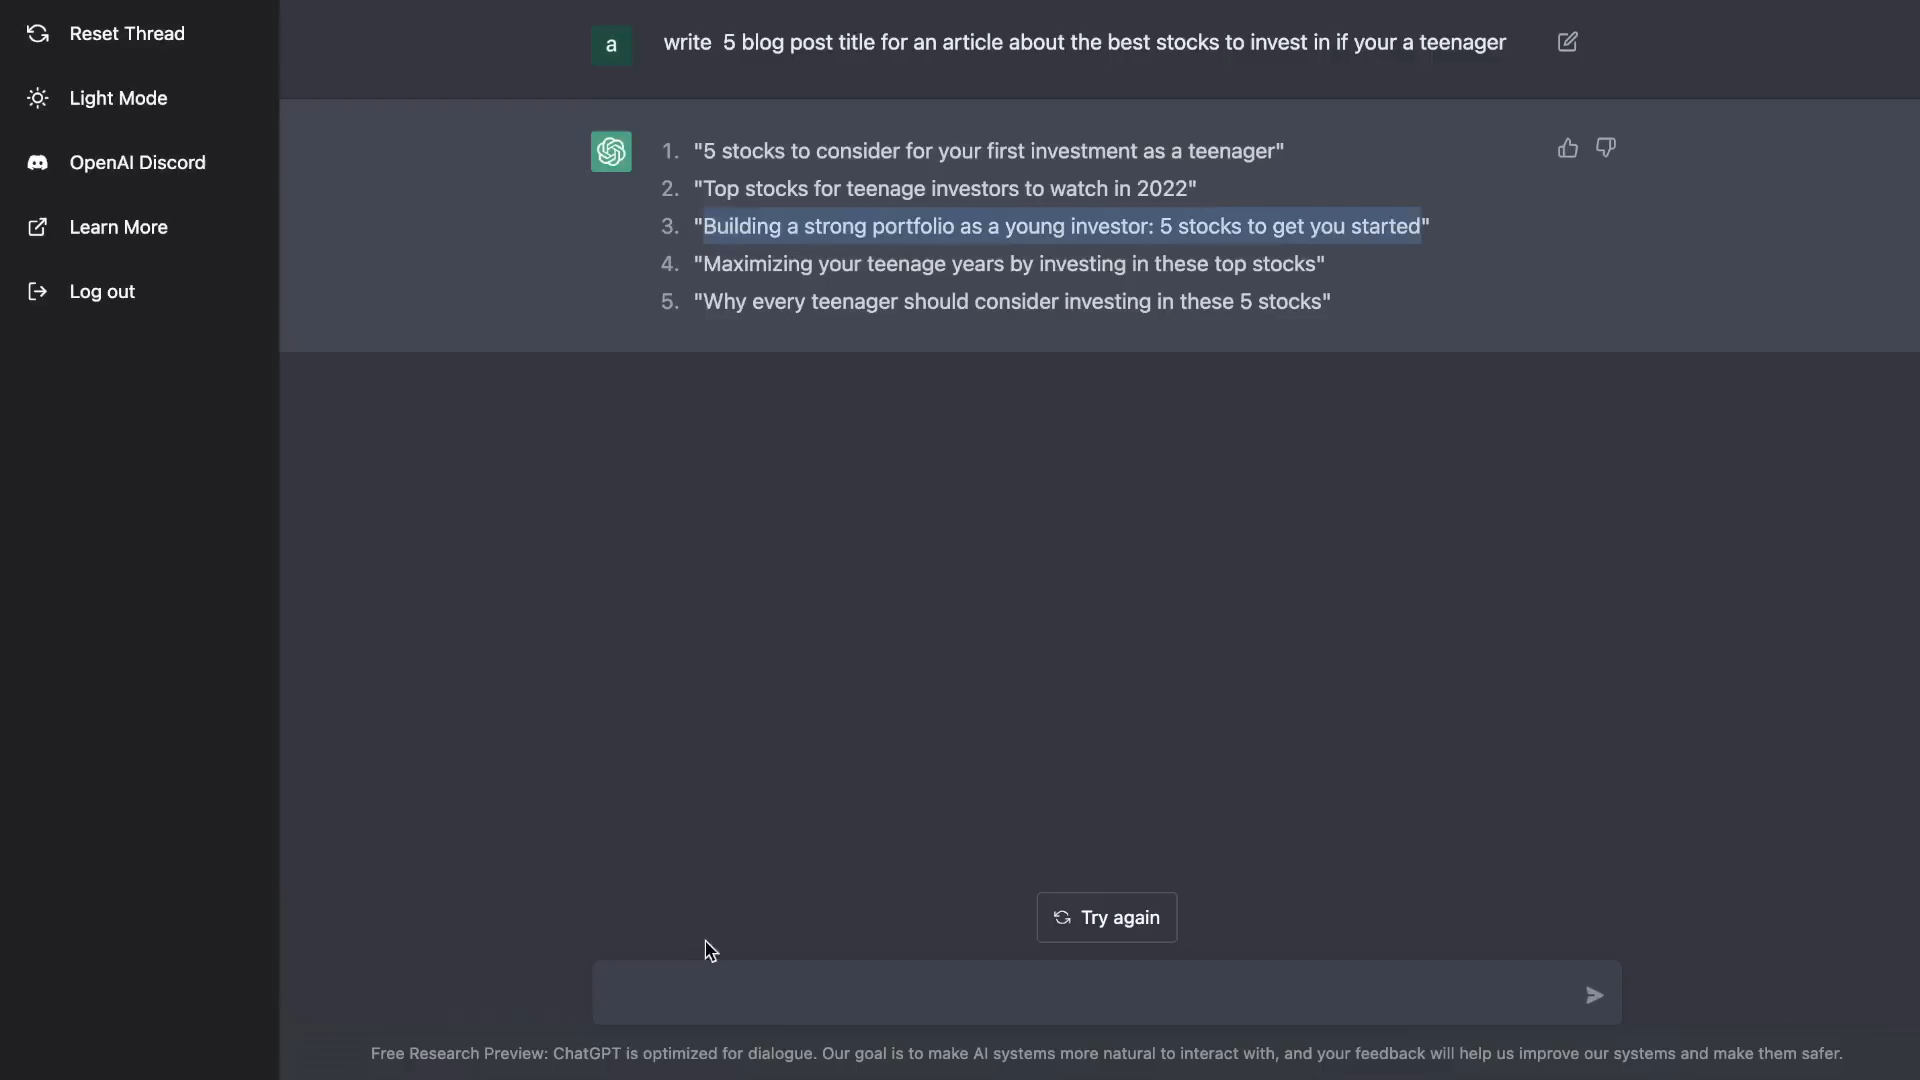 Reset Thread
Light Mode
OpenAI Discord
Learn More
Log out
a
write  5 blog post title for an article about the best stocks to invest in if your a teenager
1. "5 stocks to consider for your first investment as a teenager"
2. "Top stocks for teenage investors to watch in 2022"
3. "Building a strong portfolio as a young investor: 5 stocks to get you started"
4. "Maximizing your teenage years by investing in these top stocks"
5. "Why every teenager should consider investing in these 5 stocks"
Try again
Free Research Preview: ChatGPT is optimized for dialogue. Our goal is to make AI systems more natural to interact with, and your feedback will help us improve our systems and make them safer.